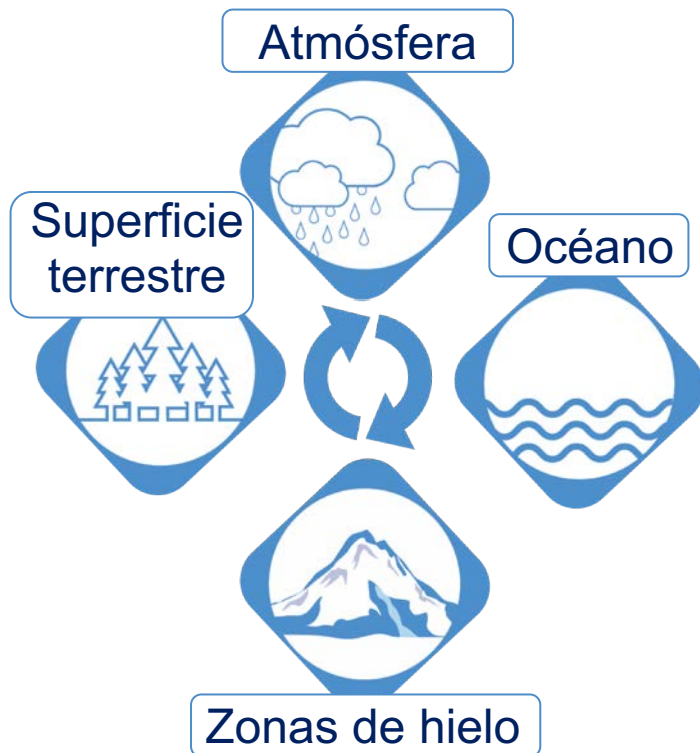 Atmósfera
Superficie
terrestre
Océano
Zonas de hielo